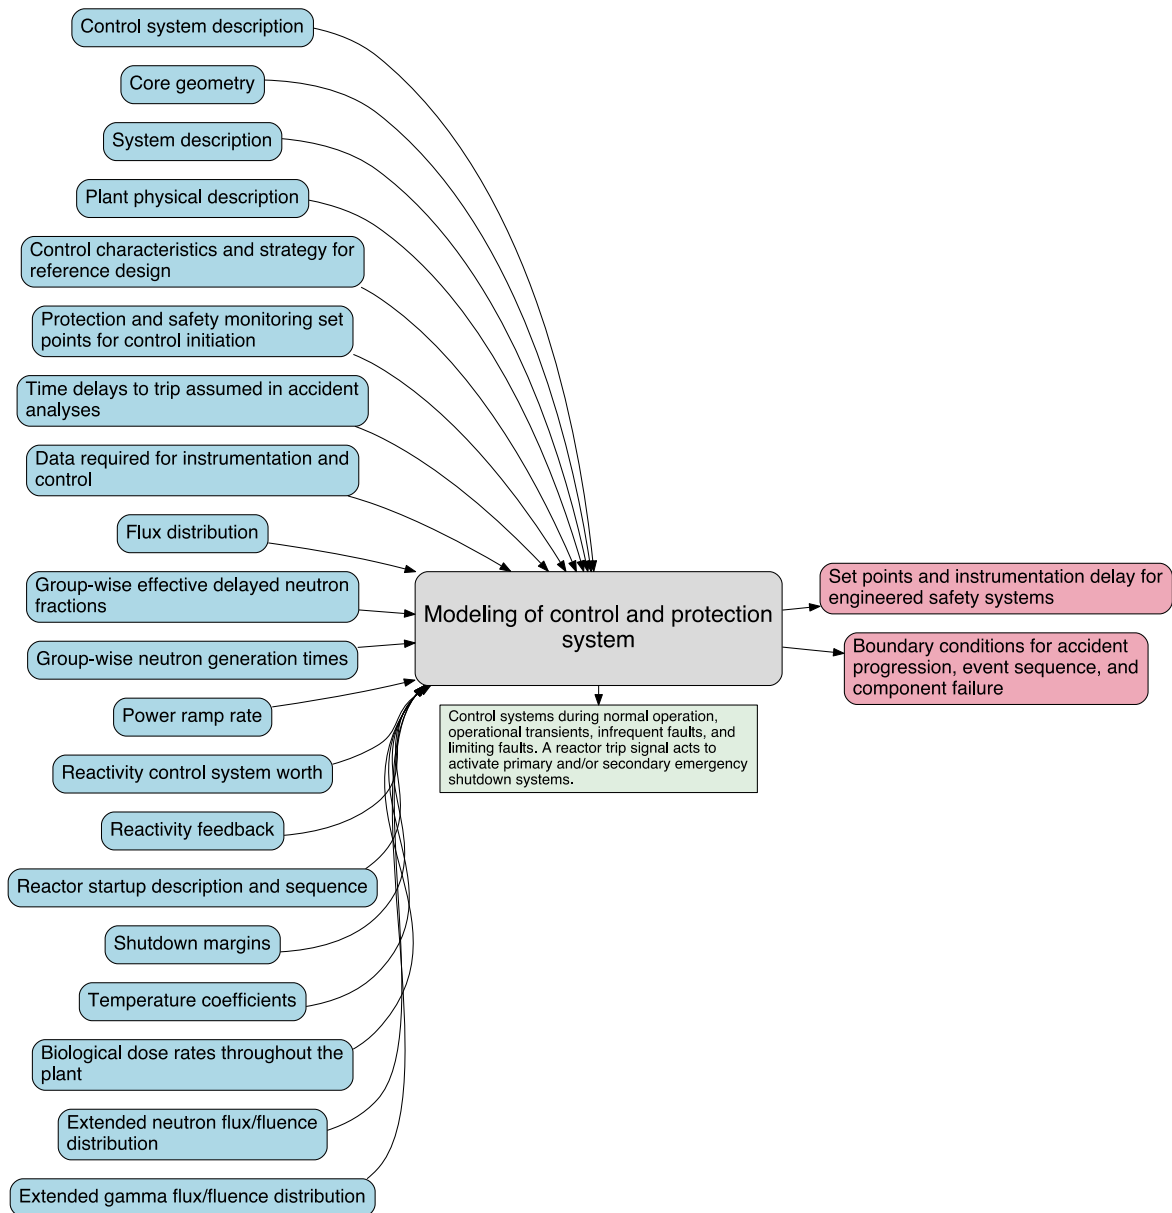 Control system description
Core geometry
System description
Plant physical description
Control characteristics and strategy for
reference design
Protection and safety monitoring set
points for control initiation
Time delays to trip assumed in accident
analyses
Data required for instrumentation and
control
Flux distribution
Group-wise effective delayed neutron
fractions
Group-wise neutron generation times
Power ramp rate
Reactivity control system worth
Reactivity feedback
Reactor startup description and sequence
Shutdown margins
Temperature coefficients
Biological dose rates throughout the
plant
Extended neutron flux/fluence
distribution
Extended gamma flux/fluence distribution
Modeling of control and protection
system
Control systems during normal operation,
operational transients, infrequent faults, and
limiting faults. A reactor trip signal acts to
activate primary and/or secondary emergency
shutdown systems.
Set points and instrumentation delay for
engineered safety systems
Boundary conditions for accident
progression, event sequence, and
component failure